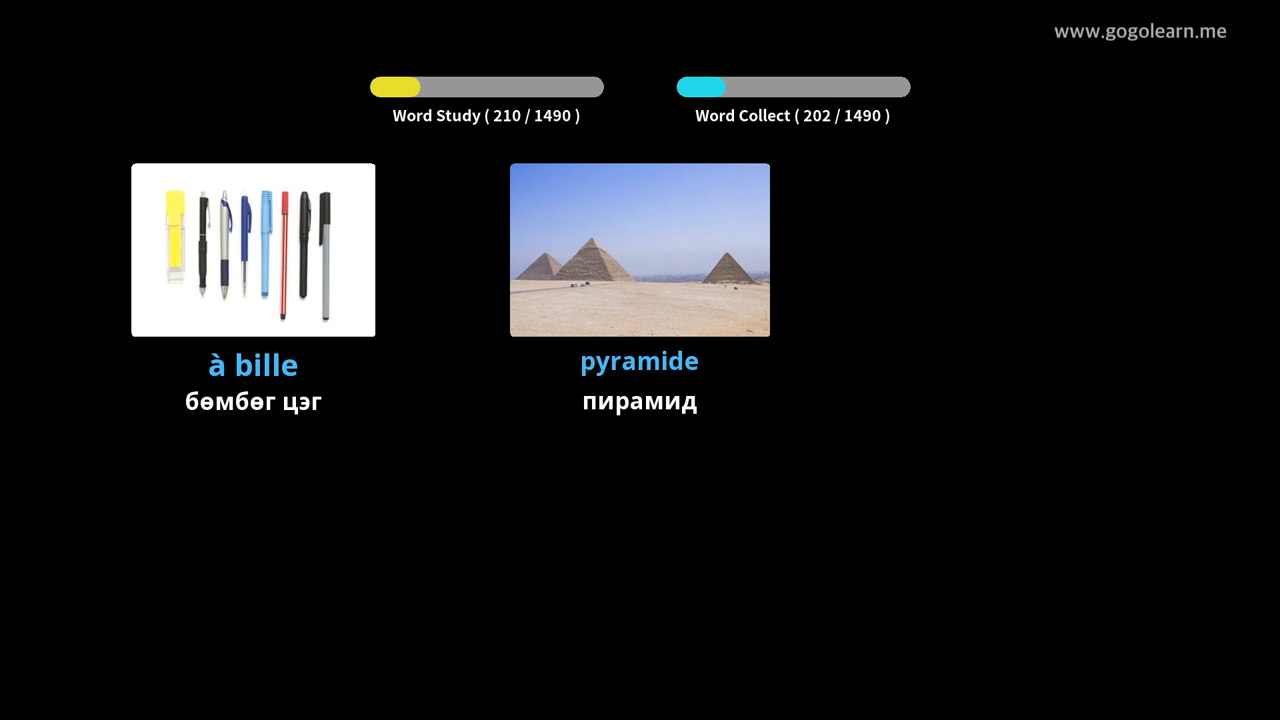 www.gogolearn.me
Word Study ( 210 / 1490 )
Word Collect ( 202 / 1490 )
à bille
бөмбөг цэг
pyramide
пирамид